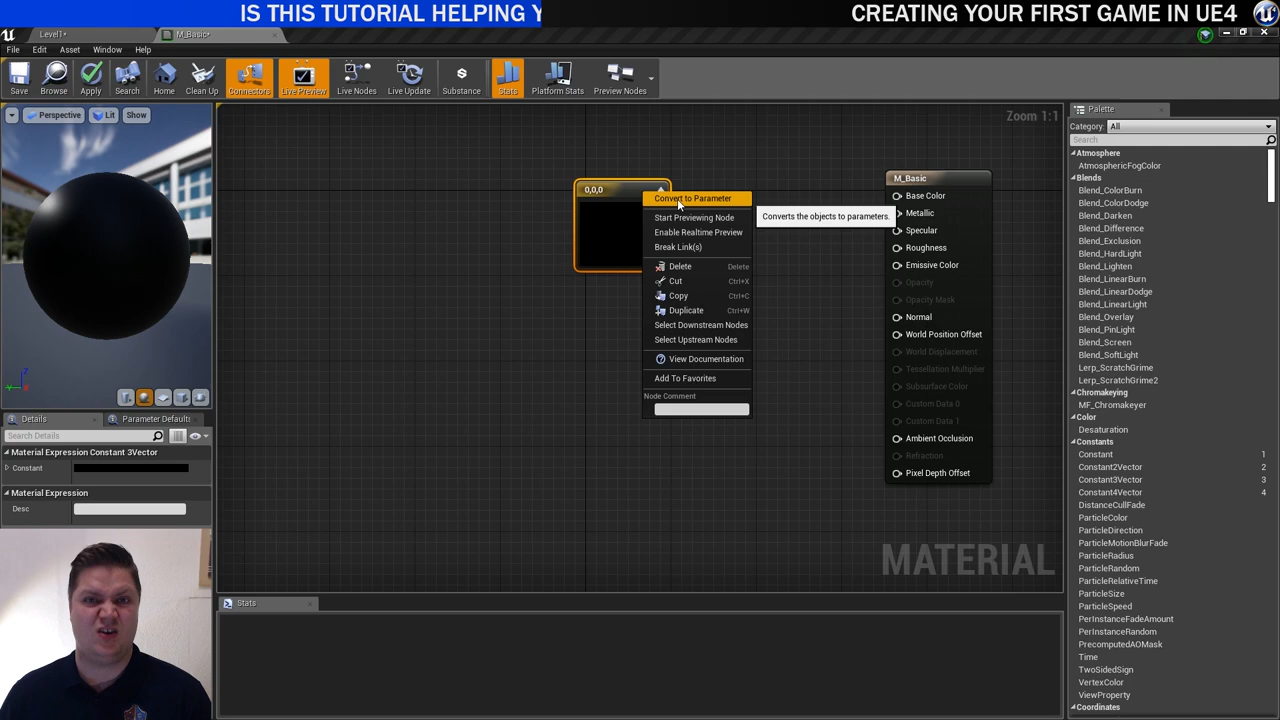 IS THIS TUTORIAL HELPING Y
CREATING YOUR FIRST GAME IN UE4
Level1*
M_Basic*
File Edit Asset Window Help
Save Browse Apply Search Home Clean Up Connectors Live Preview Live Nodes Live Update Substance Stats Platform Stats Preview Nodes
Perspective Lit Show
Zoom 1:1
0,0,0
Convert to Parameter
Start Previewing Node
Enable Realtime Preview
Break Link(s)
Delete Delete
Cut Ctrl+X
Copy Ctrl+C
Duplicate Ctrl+W
Select Downstream Nodes
Select Upstream Nodes
View Documentation
Add To Favorites
Node Comment
Converts the objects to parameters.
M_Basic
Base Color
Metallic
Specular
Roughness
Emissive Color
Opacity
Opacity Mask
Normal
World Position Offset
World Displacement
Tessellation Multiplier
Subsurface Color
Custom Data 0
Custom Data 1
Ambient Occlusion
Refraction
Pixel Depth Offset
MATERIAL
Details
Parameter Default
Search Details
Material Expression Constant 3Vector
Constant
Material Expression
Desc
Stats
Palette
Category: All
Search
Atmosphere
AtmosphericFogColor
Blends
Blend_ColorBurn
Blend_ColorDodge
Blend_Darken
Blend_Difference
Blend_Exclusion
Blend_HardLight
Blend_Lighten
Blend_LinearBurn
Blend_LinearDodge
Blend_LinearLight
Blend_Overlay
Blend_PinLight
Blend_Screen
Blend_SoftLight
Lerp_ScratchGrime
Lerp_ScratchGrime2
Chromakeying
MF_Chromakeyer
Color
Desaturation
Constants
Constant 1
Constant2Vector 2
Constant3Vector 3
Constant4Vector 4
DistanceCullFade
ParticleColor
ParticleDirection
ParticleMotionBlurFade
ParticleRadius
ParticleRandom
ParticleRelativeTime
ParticleSize
ParticleSpeed
PerInstanceFadeAmount
PerInstanceRandom
PrecomputedAOMask
Time
TwoSidedSign
VertexColor
ViewProperty
Coordinates